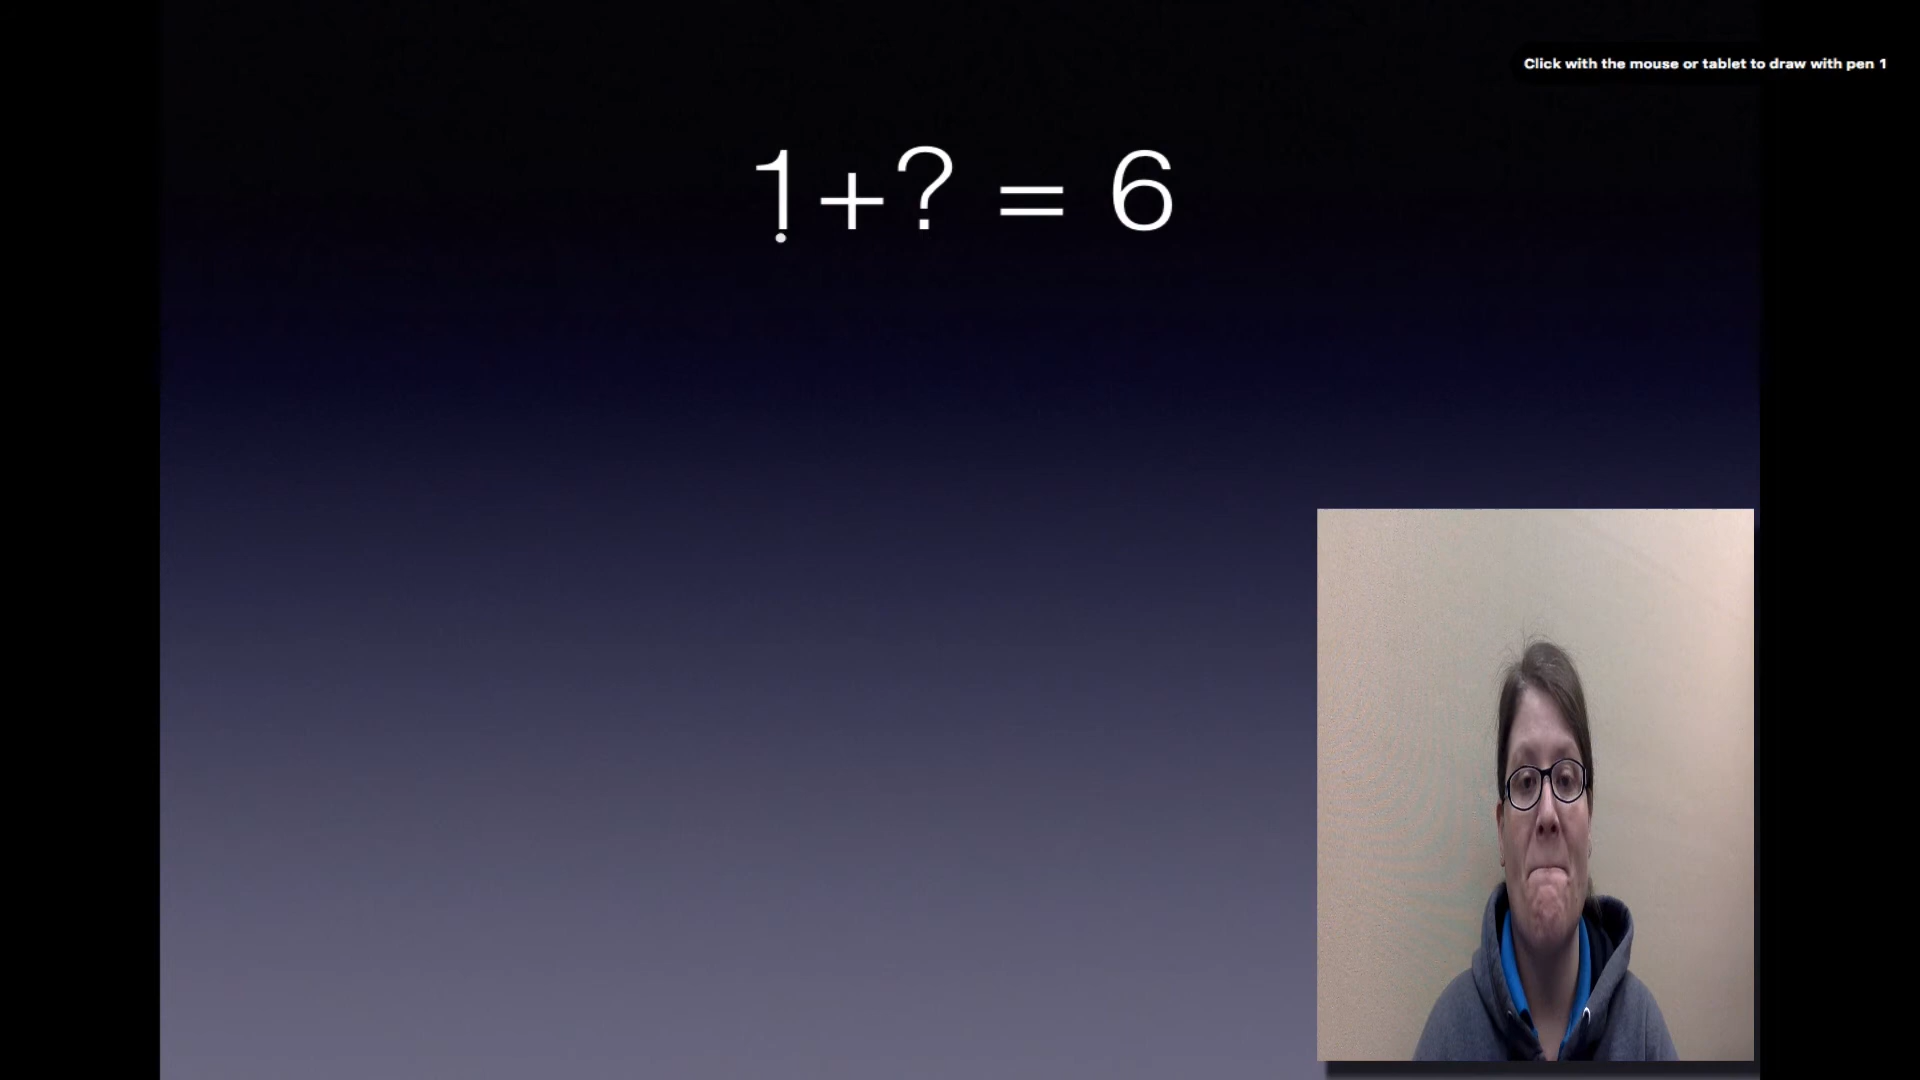 Click with the mouse or tablet to draw with pen 1
1+? = 6